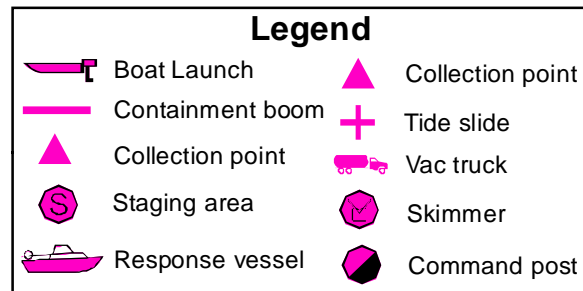 Legend
Boat Launch
Containment boom
Collection point
S
Staging area
Response vessel
Collection point
Tide slide
Vac truck
Skimmer
Command post